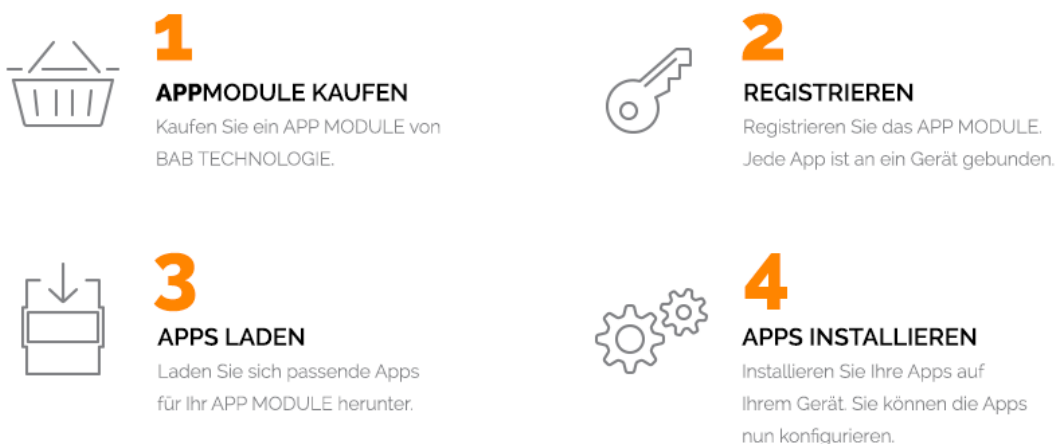 1
APPMODULE KAUFEN
Kaufen Sie ein APP MODULE von
BAB TECHNOLOGIE.
2
REGISTRIEREN
Registrieren Sie das APP MODULE.
Jede App ist an ein Gerät gebunden.
3
APPS LADEN
Laden Sie sich passende Apps
für Ihr APP MODULE herunter.
4
APPS INSTALLIEREN
Installieren Sie Ihre Apps auf
Ihrem Gerät. Sie können die Apps
nun konfigurieren.